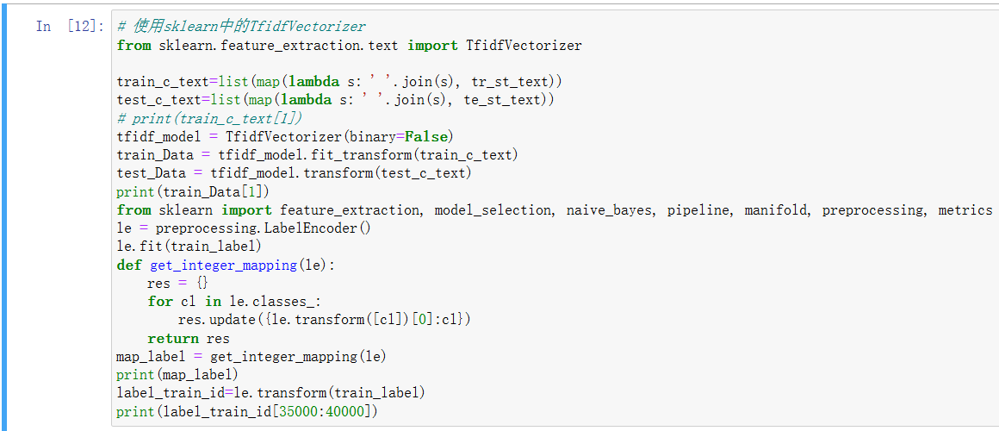 In [12]: # 使用sklearn中的TfidfVectorizer
from sklearn.feature_extraction.text import TfidfVectorizer

train_c_text=list(map(lambda s: ' '.join(s), tr_st_text))
test_c_text=list(map(lambda s: ' '.join(s), te_st_text))
# print(train_c_text[1])
tfidf_model = TfidfVectorizer(binary=False)
train_Data = tfidf_model.fit_transform(train_c_text)
test_Data = tfidf_model.transform(test_c_text)
print(train_Data[1])
from sklearn import feature_extraction, model_selection, naive_bayes, pipeline, manifold, preprocessing, metrics
le = preprocessing.LabelEncoder()
le.fit(train_label)
def get_integer_mapping(le):
    res = {}
    for cl in le.classes_:
        res.update({le.transform([cl])[0]:cl})
    return res
map_label = get_integer_mapping(le)
print(map_label)
label_train_id=le.transform(train_label)
print(label_train_id[35000:40000])